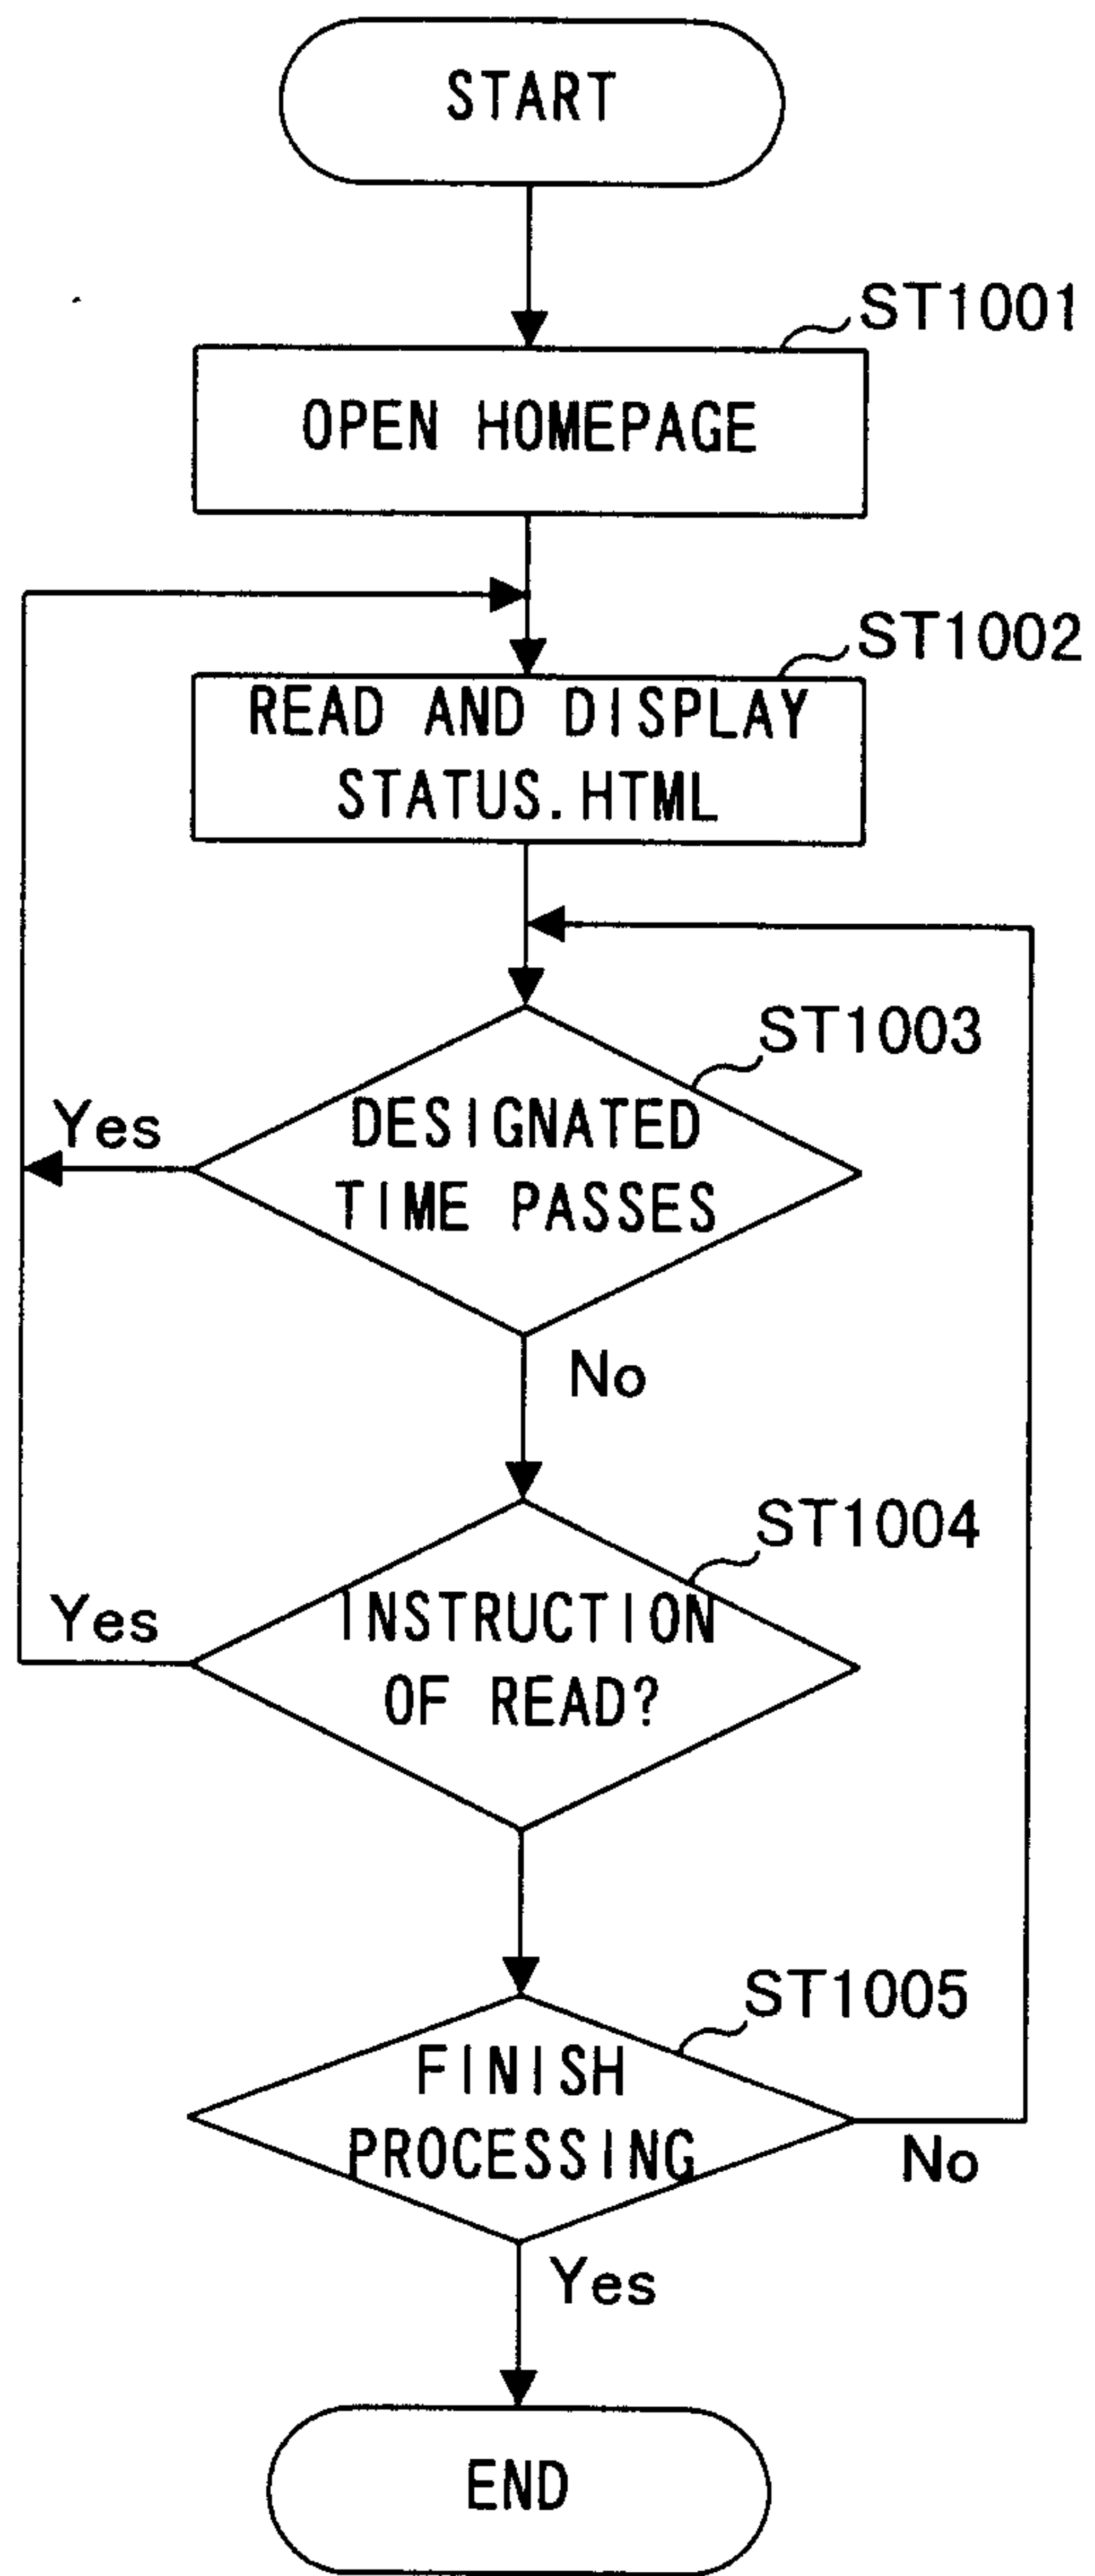 START
ST1001
OPEN HOMEPAGE
ST1002
READ AND DISPLAY
STATUS.HTML
ST1003
DESIGNATED
TIME PASSES
Yes
No
ST1004
INSTRUCTION
OF READ?
Yes
ST1005
FINISH
PROCESSING
No
Yes
END